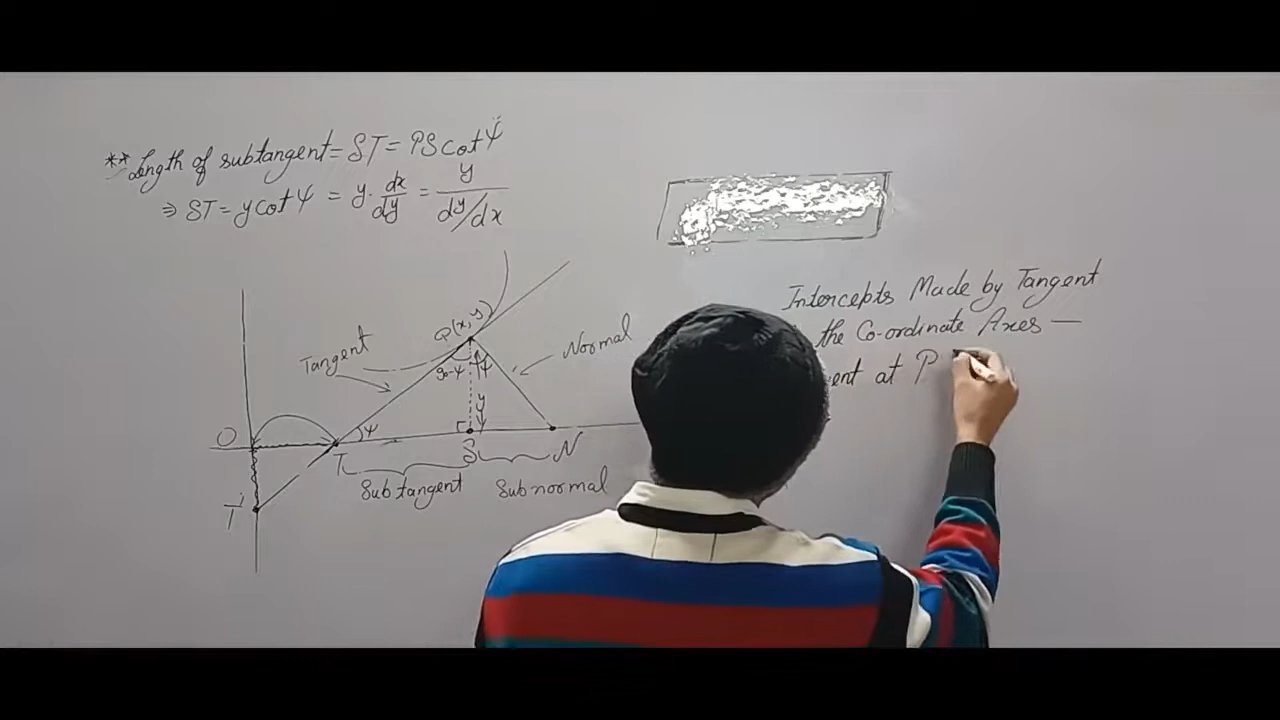 ** Length of subtangent = ST = PS cot Ψ
⇒ ST = y cot Ψ = y. dx/dy = y/dy/dx
Intercepts Made by Tangent
the Co-ordinate Axes —
ent at P
P(x, y)
Tangent
Normal
90-Ψ
Ψ
y
Ψ
O
T
S
N
Subtangent
Subnormal
T'